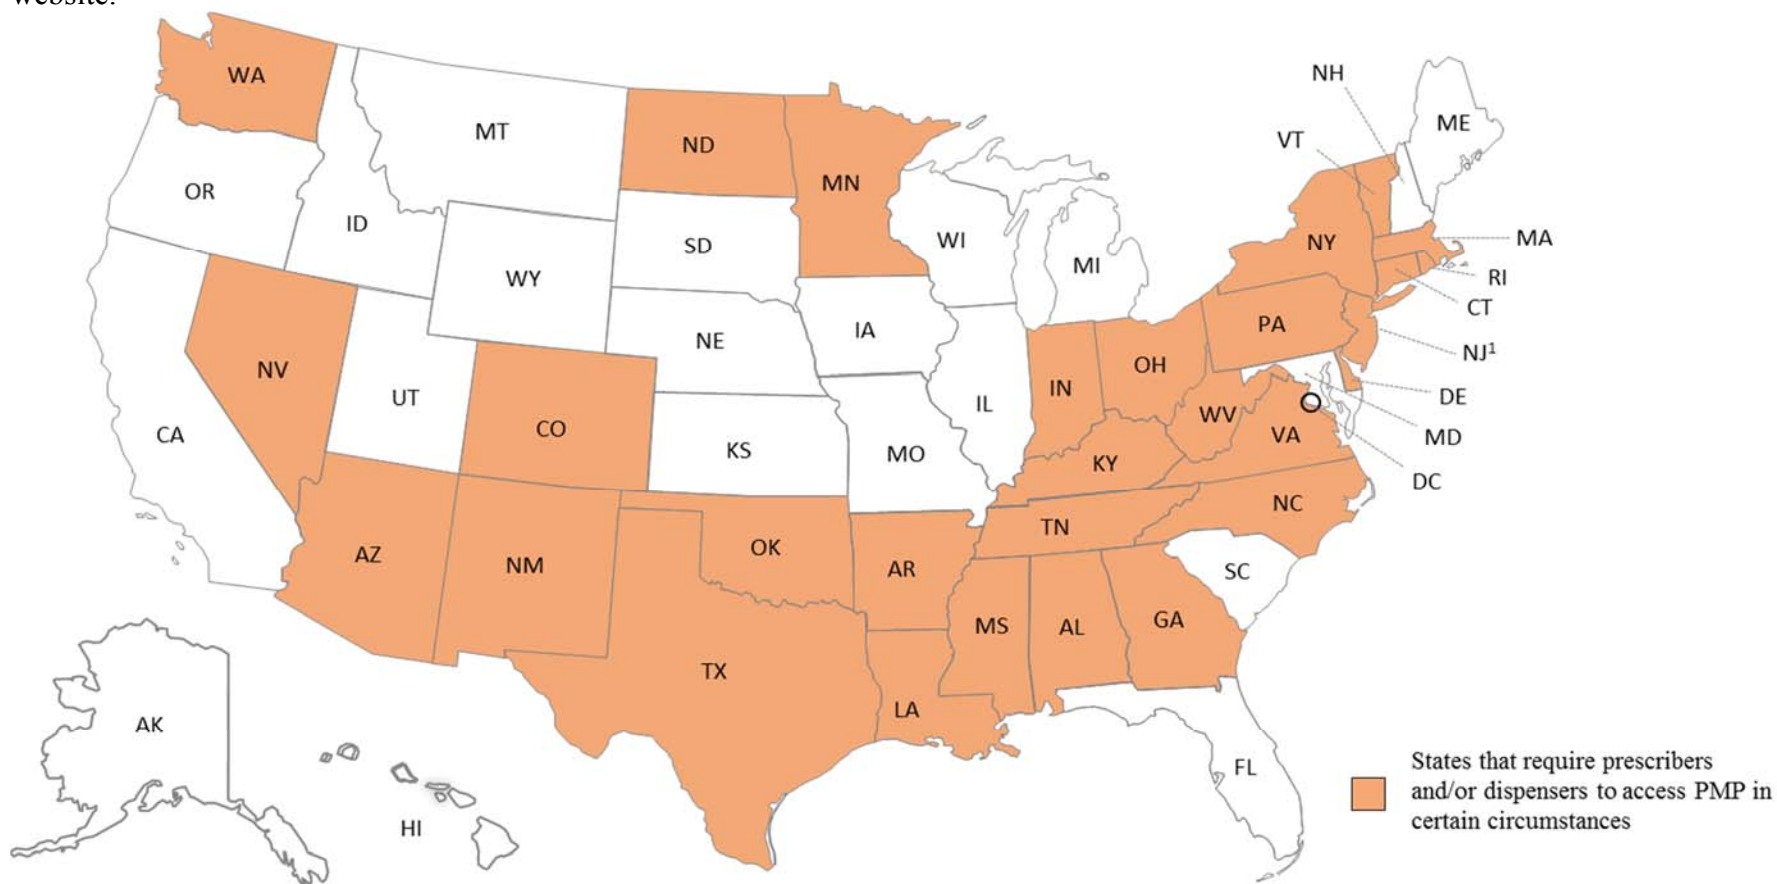 website.
WA
NH
MT
ME
ND
VT
MN
OR
ID
NY
MA
SD
WI
MI
RI
WY
CT
PA
IA
NE
NJ¹
NV
OH
IN
DE
UT
IL
WV
CO
MD
CA
VA
KS
MO
KY
DC
NC
TN
OK
AZ
NM
AR
SC
MS
AL
GA
TX
LA
AK
FL
HI
States that require prescribers
and/or dispensers to access PMP in
certain circumstances